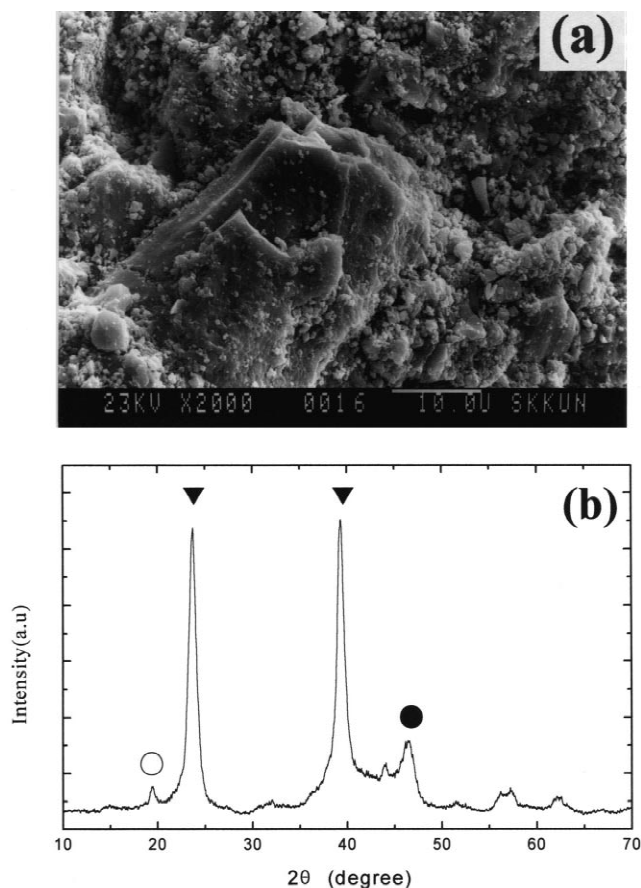 (a)
23KV X2000 0016 10.0U SKKUN
(b)
Intensity(a.u)
10 20 30 40 50 60 70
2θ (degree)